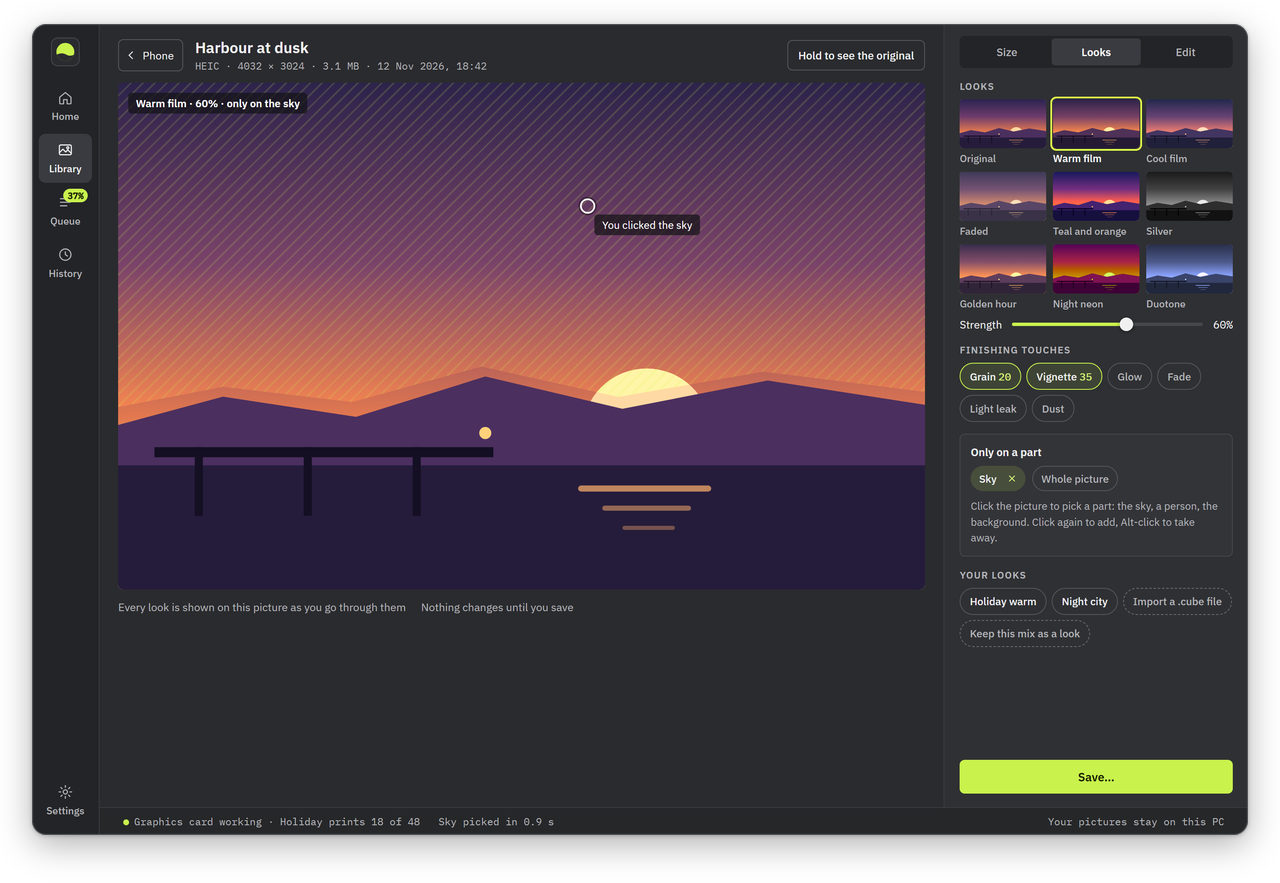 Home
Library
37%
Queue
History
Settings
Phone
Harbour at dusk
HEIC · 4032 × 3024 · 3.1 MB · 12 Nov 2026, 18:42
Hold to see the original
Warm film · 60% · only on the sky
You clicked the sky
Every look is shown on this picture as you go through them
Nothing changes until you save
Size
Looks
Edit
LOOKS
Original
Warm film
Cool film
Faded
Teal and orange
Silver
Golden hour
Night neon
Duotone
Strength
60%
FINISHING TOUCHES
Grain 20
Vignette 35
Glow
Fade
Light leak
Dust
Only on a part
Sky ×
Whole picture
Click the picture to pick a part: the sky, a person, the
background. Click again to add, Alt-click to take
away.
YOUR LOOKS
Holiday warm
Night city
Import a .cube file
Keep this mix as a look
Save...
Graphics card working · Holiday prints 18 of 48
Sky picked in 0.9 s
Your pictures stay on this PC